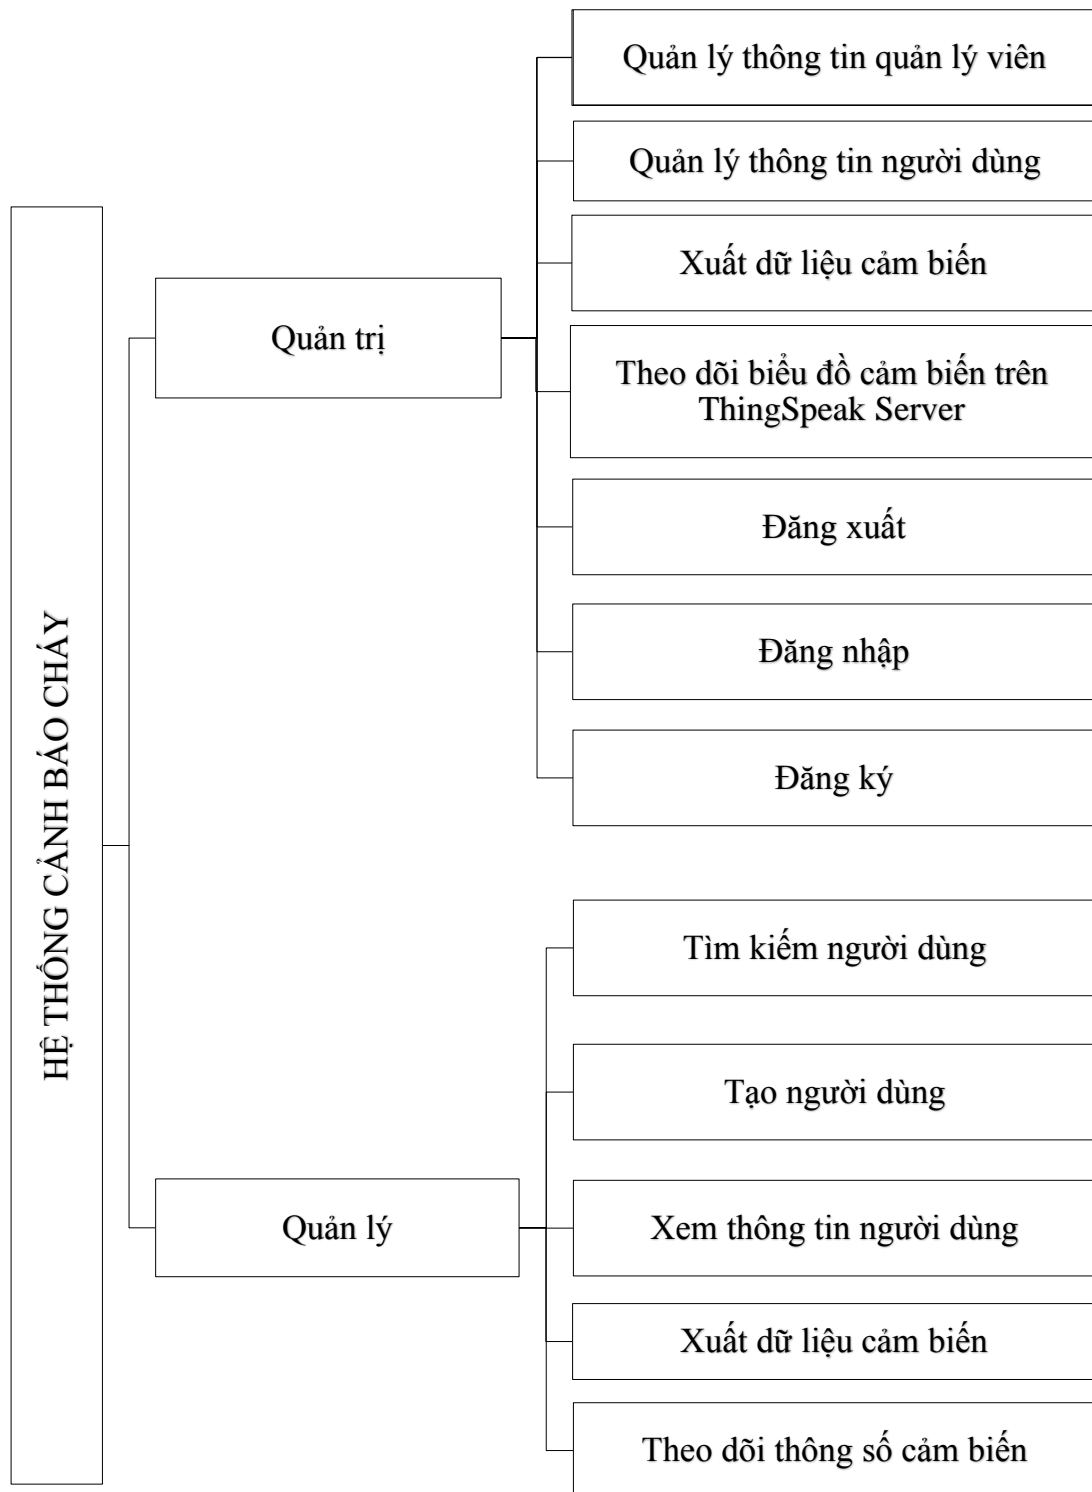 HỆ THỐNG CẢNH BÁO CHÁY
Quản trị
Quản lý thông tin quản lý viên
Quản lý thông tin người dùng
Xuất dữ liệu cảm biến
Theo dõi biểu đồ cảm biến trên
ThingSpeak Server
Đăng xuất
Đăng nhập
Đăng ký
Quản lý
Tìm kiếm người dùng
Tạo người dùng
Xem thông tin người dùng
Xuất dữ liệu cảm biến
Theo dõi thông số cảm biến